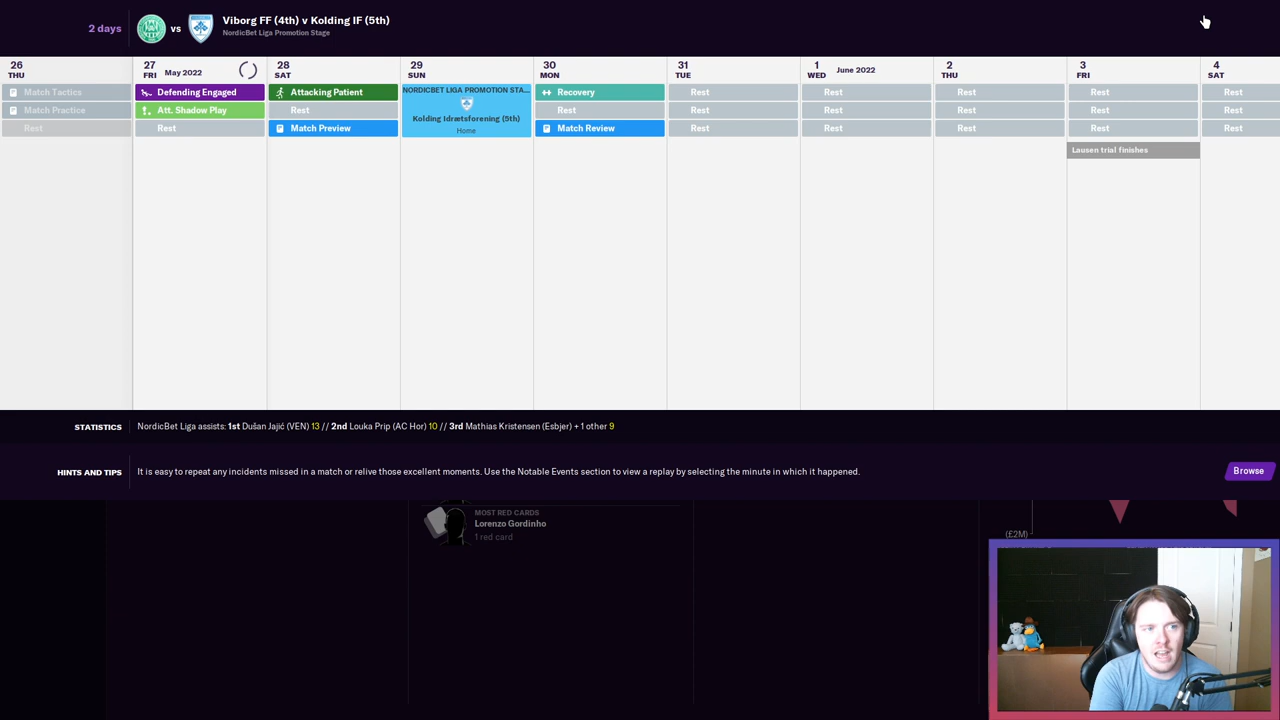 2 days
vs
Viborg FF (4th) v Kolding IF (5th)
NordicBet Liga Promotion Stage
26
THU
27
FRI
May 2022
28
SAT
29
SUN
30
MON
31
TUE
1
WED
June 2022
2
THU
3
FRI
4
SAT
Match Tactics
Match Practice
Rest
Defending Engaged
Att. Shadow Play
Rest
Attacking Patient
Rest
Match Preview
NORDICBET LIGA PROMOTION STA...
Kolding Idrætsforening (5th)
Home
Recovery
Rest
Match Review
Rest
Rest
Rest
Rest
Rest
Rest
Rest
Rest
Rest
Rest
Rest
Rest
Lausen trial finishes
Rest
Rest
Rest
STATISTICS
NordicBet Liga assists: 1st Dušan Jajić (VEN) 13 // 2nd Louka Prip (AC Hor) 10 // 3rd Mathias Kristensen (Esbjer) + 1 other 9
HINTS AND TIPS
It is easy to repeat any incidents missed in a match or relive those excellent moments. Use the Notable Events section to view a replay by selecting the minute in which it happened.
Browse
MOST RED CARDS
Lorenzo Gordinho
1 red card
(£2M)